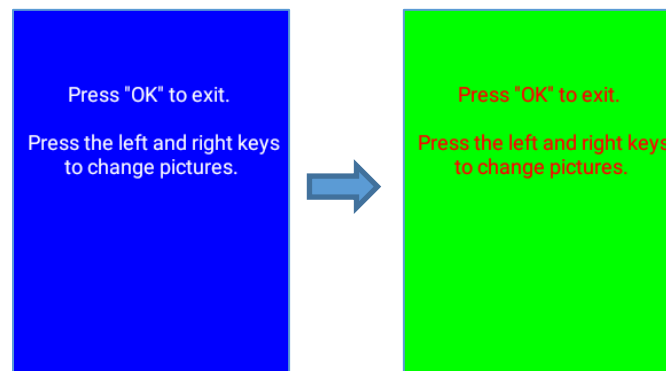 Press "OK" to exit.
Press the left and right keys
to change pictures.
Press "OK" to exit.
Press the left and right keys
to change pictures.